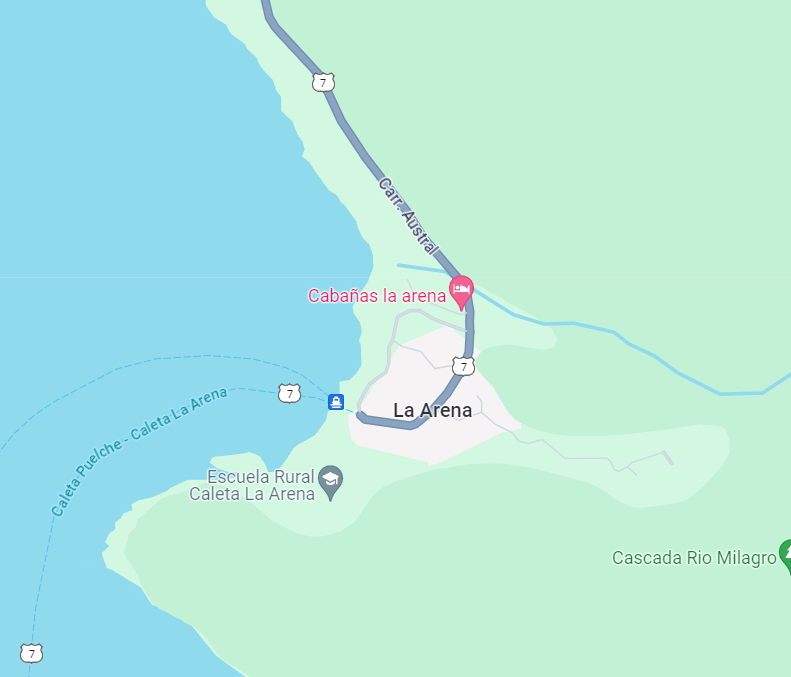 7
Carr. Austral
Cabañas la arena
7
7
La Arena
Caleta Puelche - Caleta La Arena
Escuela Rural
Caleta La Arena
Cascada Rio Milagro
7